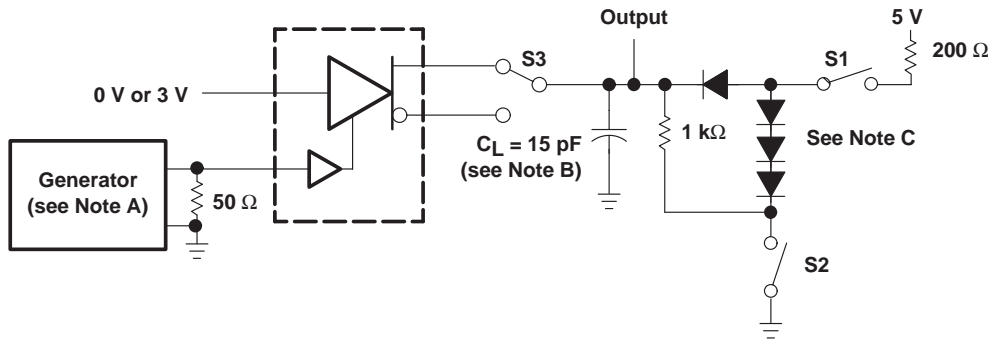 Output
5 V
S3
S1
200 Ω
0 V or 3 V
1 kΩ
See Note C
CL = 15 pF
(see Note B)
Generator
(see Note A)
50 Ω
S2